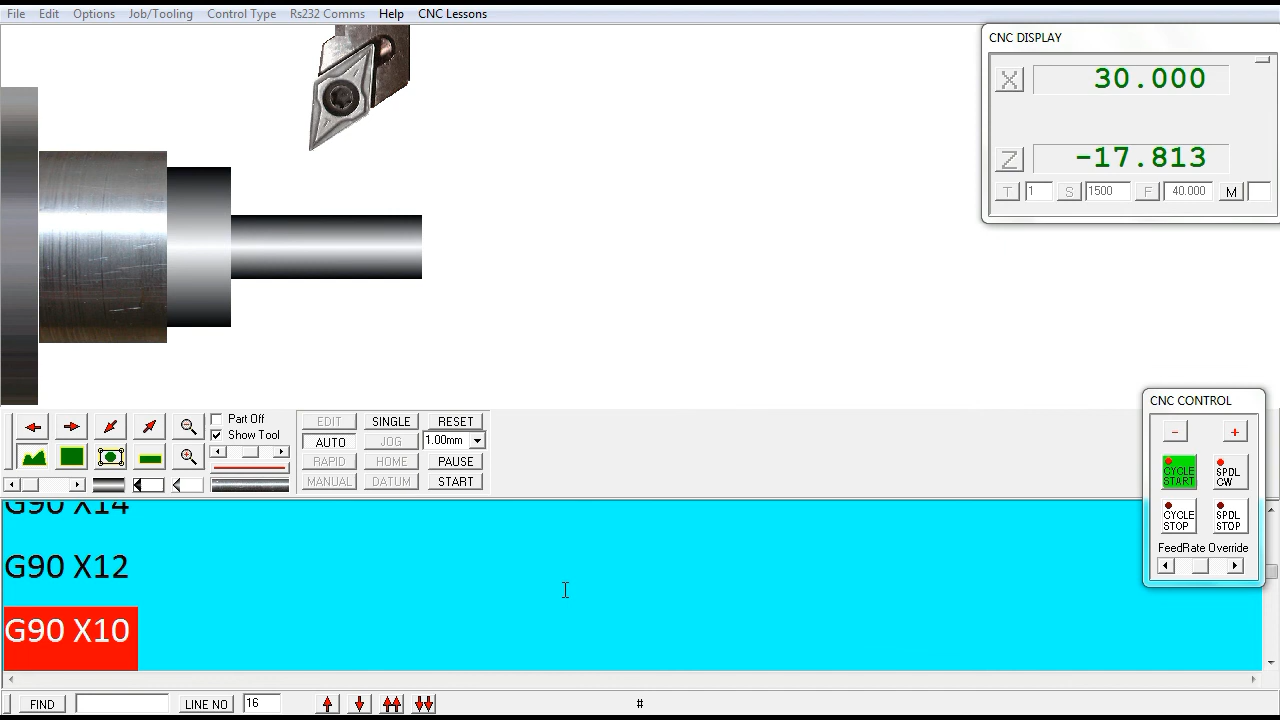 File Edit Options Job/Tooling Control Type Rs232 Comms Help CNC Lessons
CNC DISPLAY
X 30.000
Z -17.813
T 1 S 1500 F 40.000 M
Part Off
Show Tool
EDIT SINGLE RESET
AUTO JOG 1.00mm
RAPID HOME PAUSE
MANUAL DATUM START
CNC CONTROL
- +
CYCLE START SPDL CW
CYCLE STOP SPDL STOP
FeedRate Override
G90 X14
G90 X12
G90 X10
FIND LINE NO 16 #